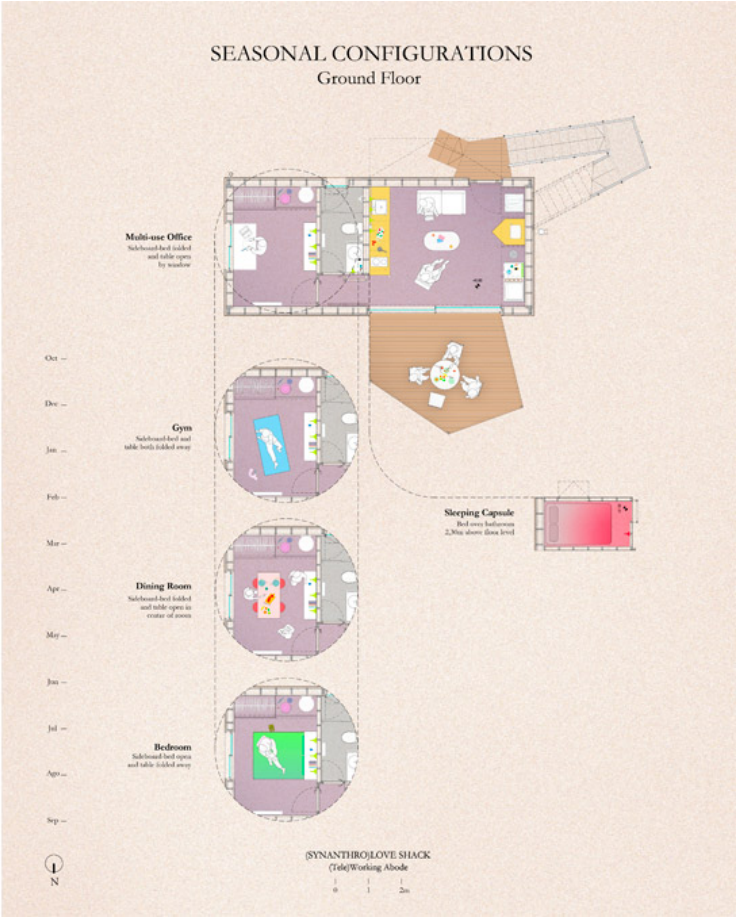 SEASONAL CONFIGURATIONS
Ground Floor
Multi-use Office
Sideboard-bed folded
and table open
by window
Oct
Dec
Gym
Sideboard-bed and
table both folded away
Jan
Feb
Sleeping Capsule
Bed over bathroom
2,30m above floor level
Mar
Dining Room
Sideboard-bed folded
and table open in
center of room
Apr
May
Jun
Jul
Bedroom
Sideboard-bed open
and table folded away
Ago
Sep
(SYNANTHRO)LOVE SHACK
(Tele)Working Abode
0 1 2m
N